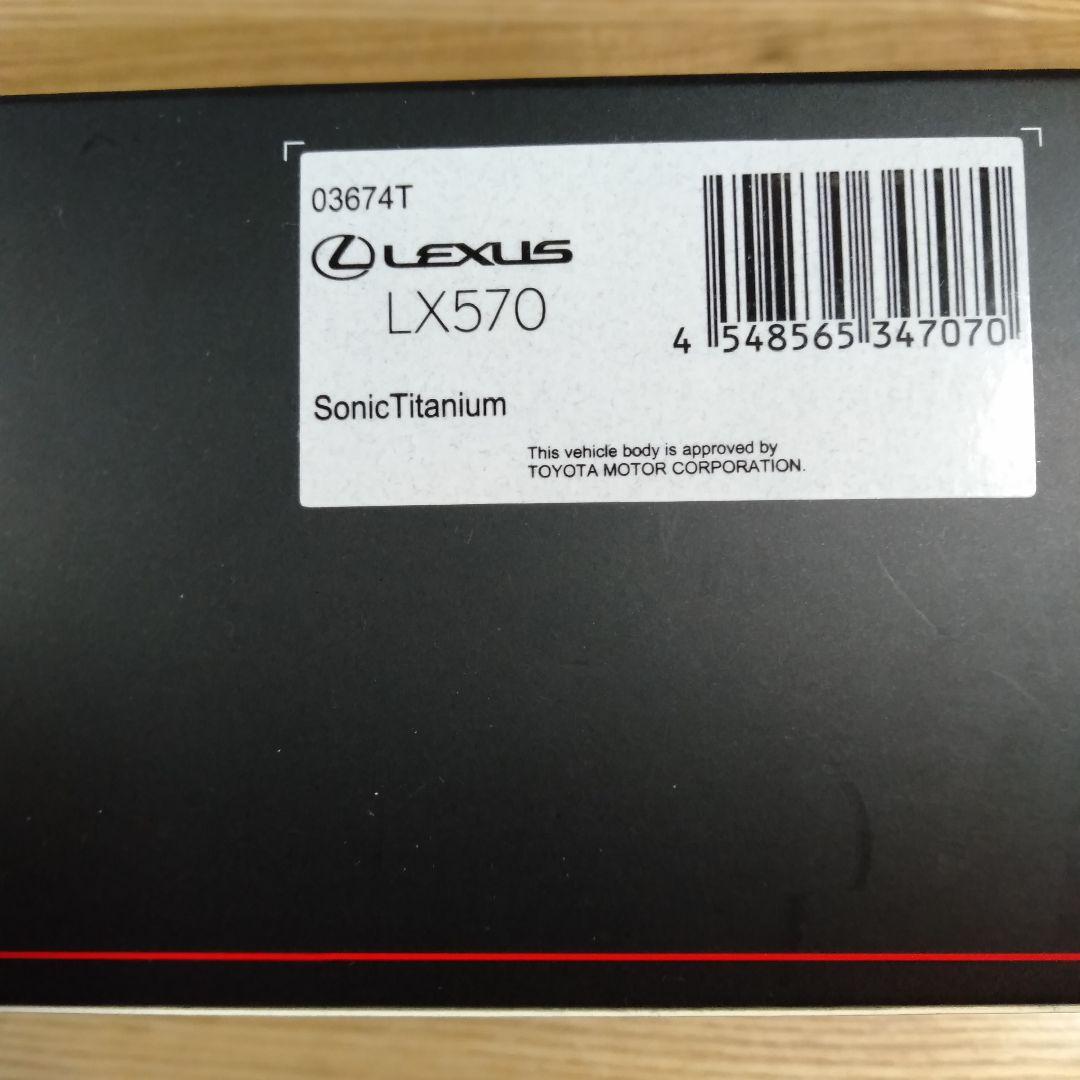 03674T
LEXUS
LX570
4 548565 347070
SonicTitanium
This vehicle body is approved by
TOYOTA MOTOR CORPORATION.